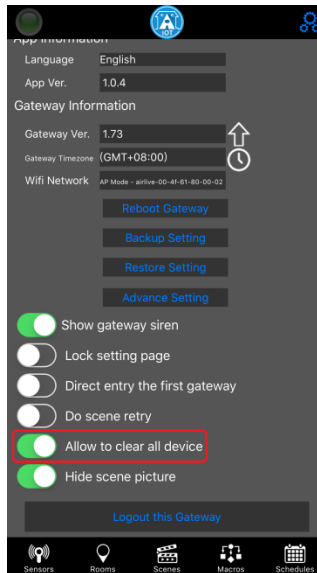 IOT
App Information
Language English
App Ver. 1.0.4
Gateway Information
Gateway Ver. 1.73
Gateway Timezone (GMT+08:00)
Wifi Network AP Mode - airlive-00-4f-61-80-00-02
Reboot Gateway
Backup Setting
Restore Setting
Advance Setting
Show gateway siren
Lock setting page
Direct entry the first gateway
Do scene retry
Allow to clear all device
Hide scene picture
Logout this Gateway
Sensors Rooms Scenes Macros Schedules